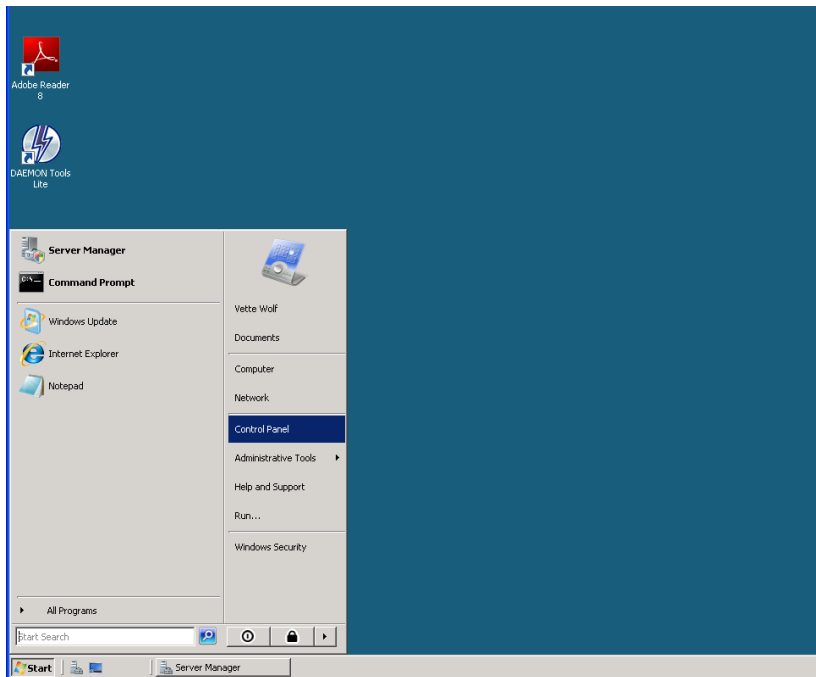 Adobe Reader
8
DAEMON Tools
Lite
Server Manager
Command Prompt
Windows Update
Internet Explorer
Notepad
All Programs
Start Search
Vette Wolf
Documents
Computer
Network
Control Panel
Administrative Tools
Help and Support
Run...
Windows Security
Start
Server Manager